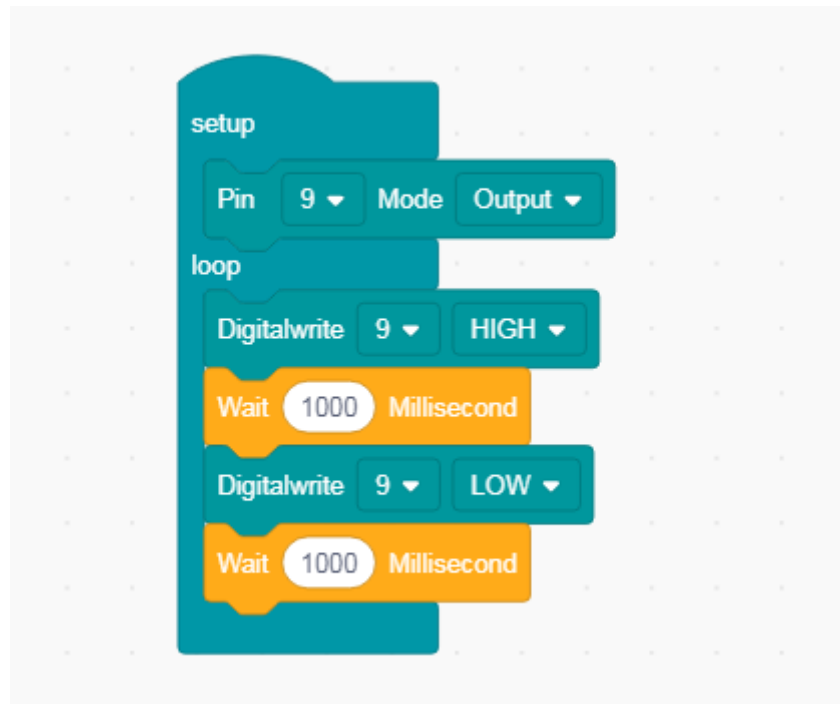 setup
Pin 9 Mode Output
loop
Digitalwrite 9 HIGH
Wait 1000 Millisecond
Digitalwrite 9 LOW
Wait 1000 Millisecond